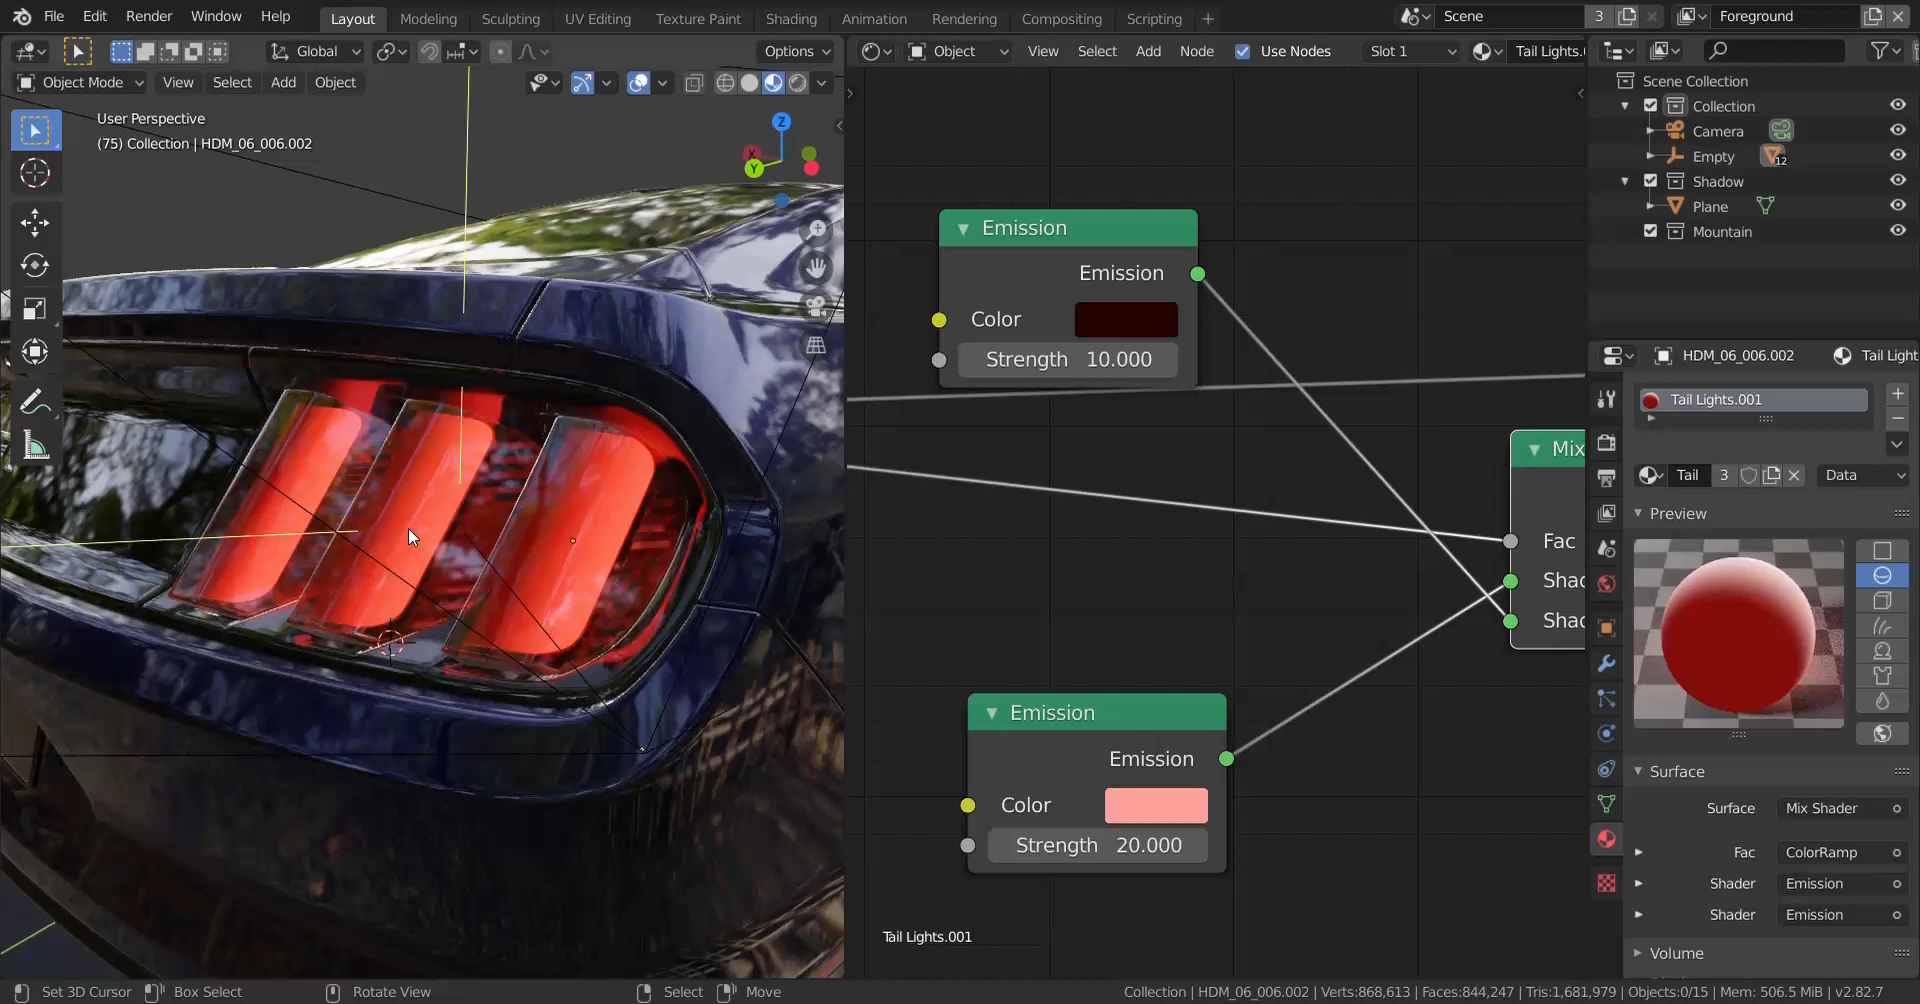 File Edit Render Window Help Layout Modeling Sculpting UV Editing Texture Paint Shading Animation Rendering Compositing Scripting + Scene 3 Foreground
Global Options Object View Select Add Node Use Nodes Slot 1 Tail Lights.
Object Mode View Select Add Object
User Perspective
(75) Collection | HDM_06_006.002
Z
X
Y
Emission
Emission
Color
Strength 10.000
Mix
Fac
Shac
Shac
Emission
Emission
Color
Strength 20.000
Tail Lights.001
Scene Collection
Collection
Camera
Empty 12
Shadow
Plane
Mountain
HDM_06_006.002 Tail Light
Tail Lights.001
Tail 3 Data
Preview
Surface
Surface Mix Shader
Fac ColorRamp
Shader Emission
Shader Emission
Volume
Set 3D Cursor Box Select Rotate View Select Move Collection | HDM_06_006.002 | Verts:868,613 | Faces:844,247 | Tris:1,681,979 | Objects:0/15 | Mem: 506.5 MiB | v2.82.7